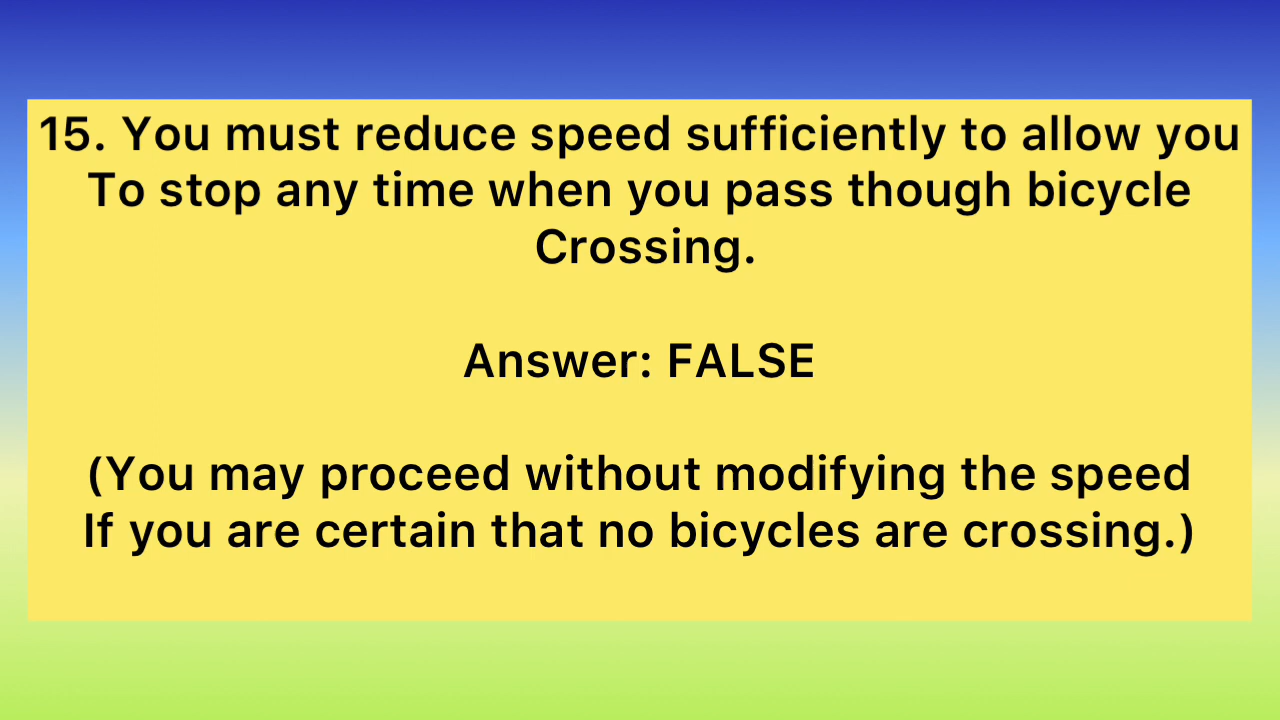 15. You must reduce speed sufficiently to allow you
To stop any time when you pass though bicycle
Crossing.
Answer: FALSE
(You may proceed without modifying the speed
If you are certain that no bicycles are crossing.)